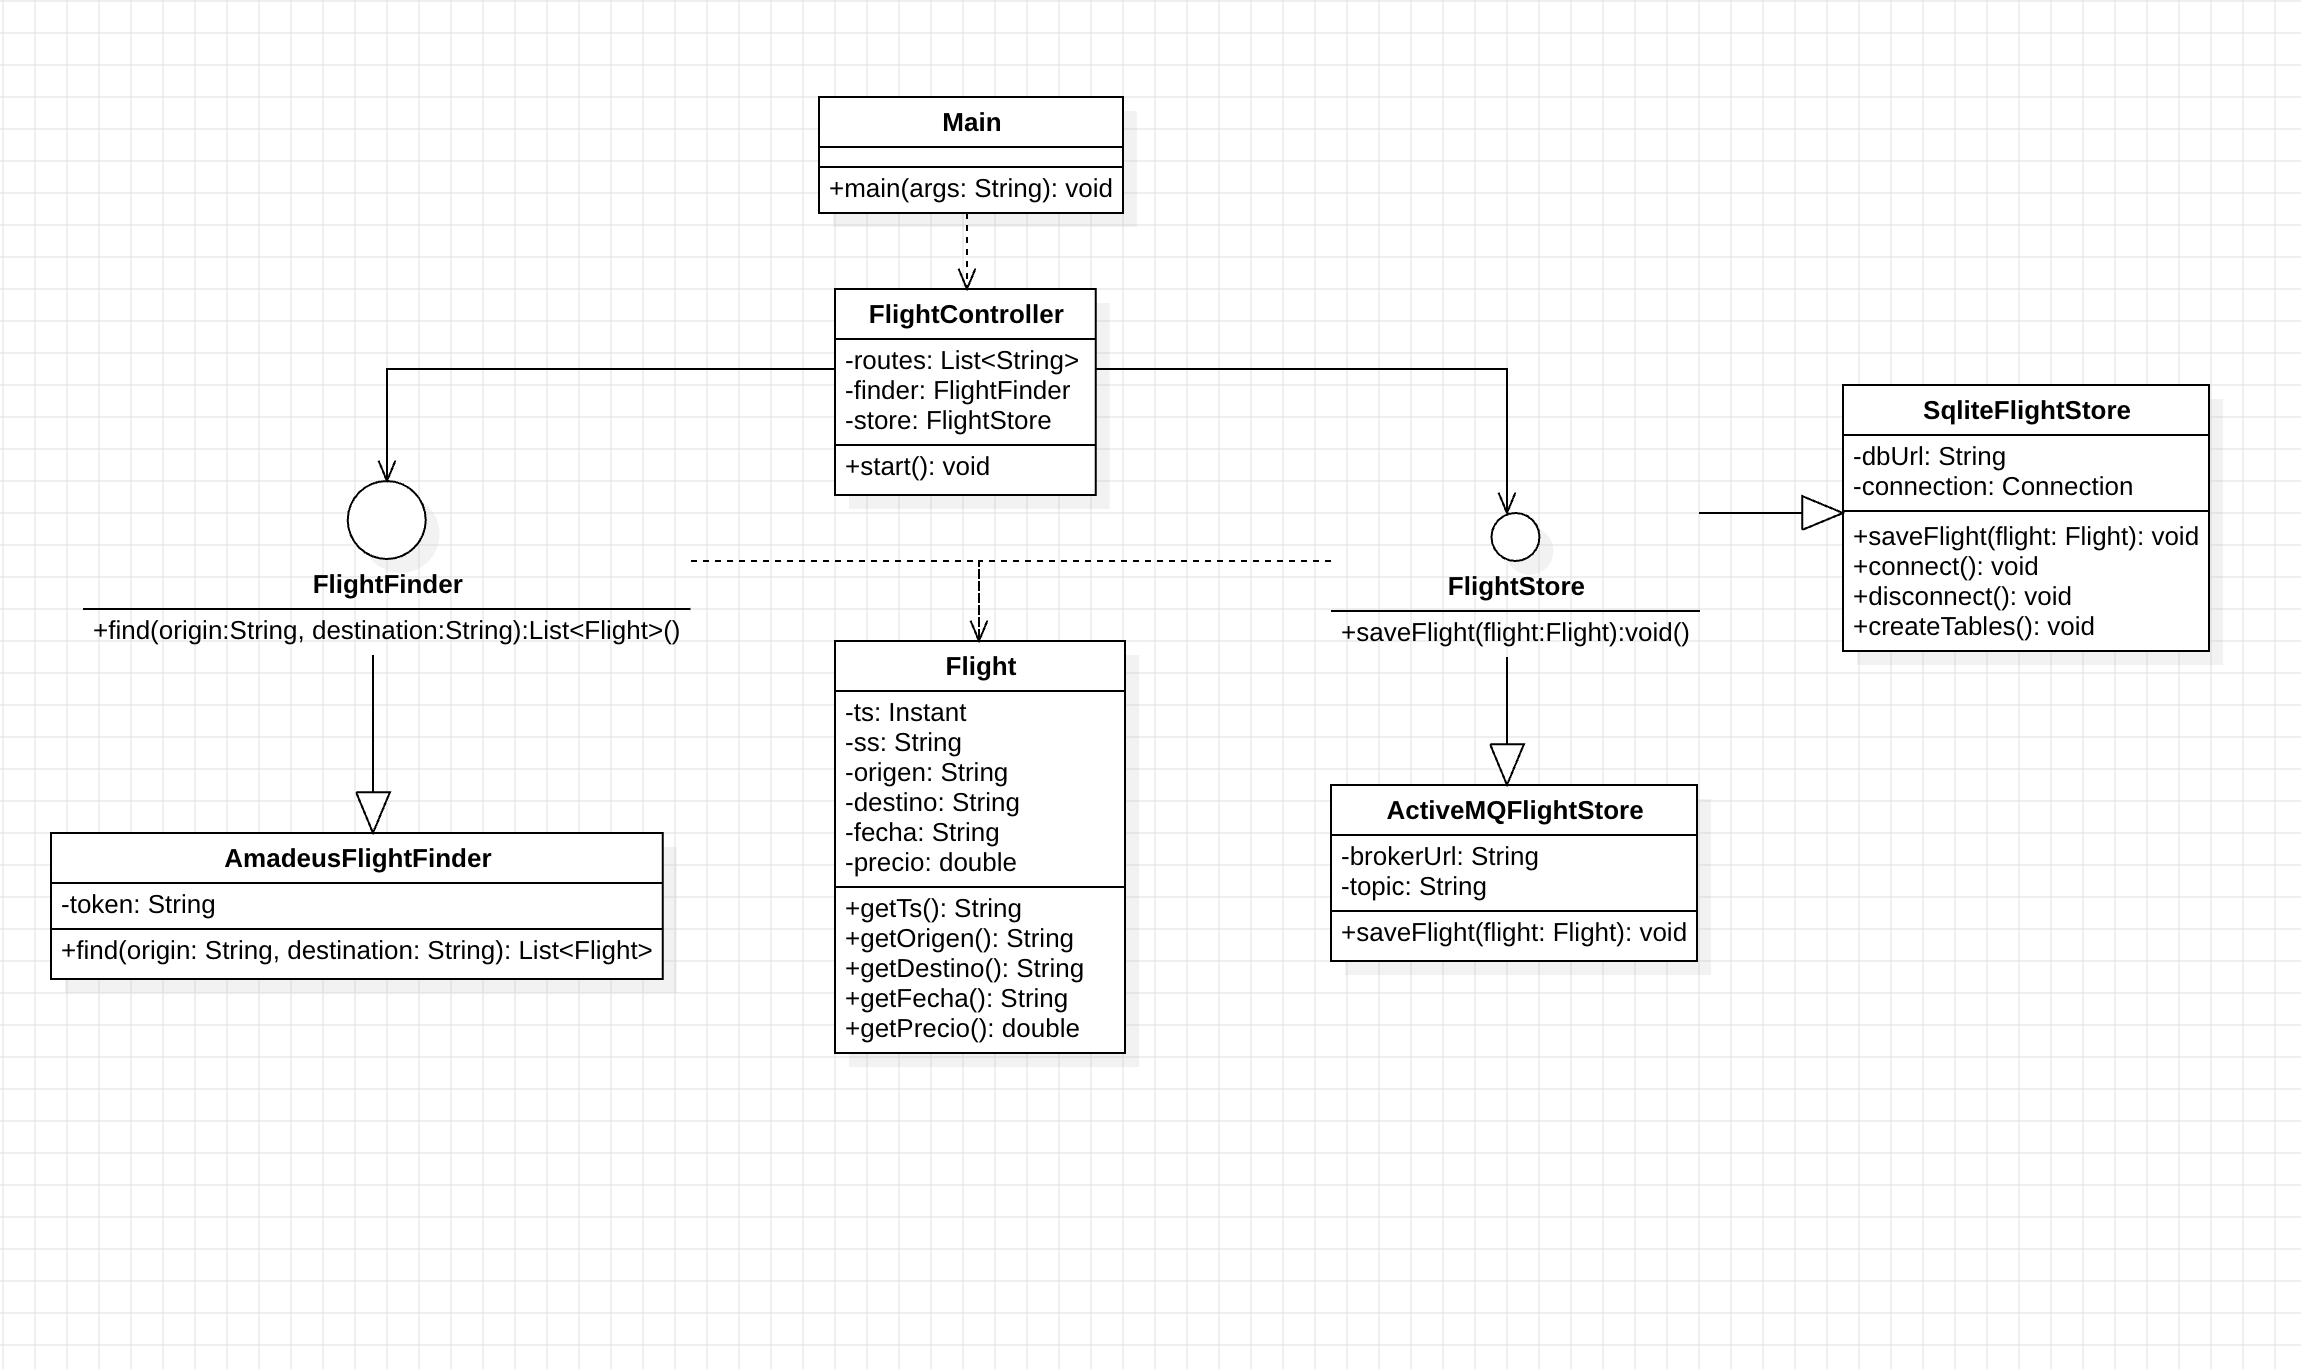 Main
+main(args: String): void
FlightController
-routes: List<String>
-finder: FlightFinder
-store: FlightStore
+start(): void
FlightFinder
+find(origin:String, destination:String):List<Flight>()
FlightStore
+saveFlight(flight:Flight):void()
SqliteFlightStore
-dbUrl: String
-connection: Connection
+saveFlight(flight: Flight): void
+connect(): void
+disconnect(): void
+createTables(): void
Flight
-ts: Instant
-ss: String
-origen: String
-destino: String
-fecha: String
-precio: double
+getTs(): String
+getOrigen(): String
+getDestino(): String
+getFecha(): String
+getPrecio(): double
AmadeusFlightFinder
-token: String
+find(origin: String, destination: String): List<Flight>
ActiveMQFlightStore
-brokerUrl: String
-topic: String
+saveFlight(flight: Flight): void